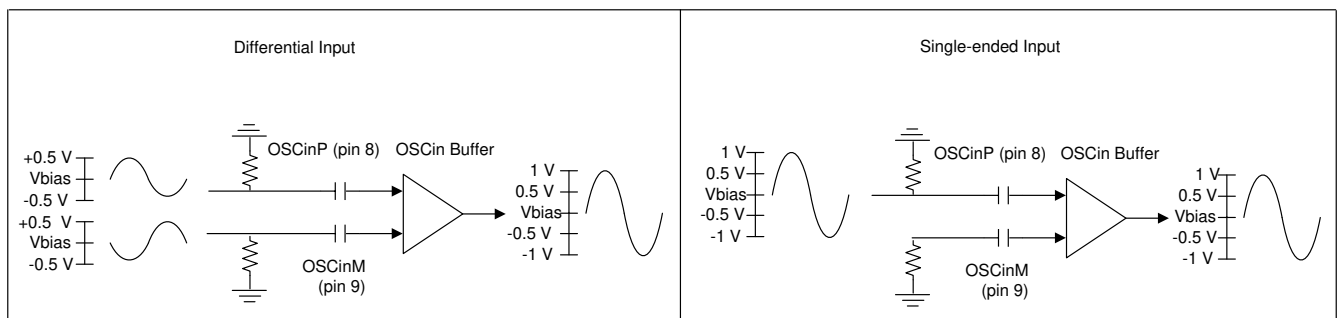 Differential Input
OSCinP (pin 8)
OSCin Buffer
+0.5 V
Vbias
-0.5 V
+0.5 V
Vbias
-0.5 V
1 V
0.5 V
Vbias
-0.5 V
-1 V
OSCinM
(pin 9)
Single-ended Input
OSCinP (pin 8)
OSCin Buffer
1 V
0.5 V
Vbias
-0.5 V
-1 V
1 V
0.5 V
Vbias
-0.5 V
-1 V
OSCinM
(pin 9)